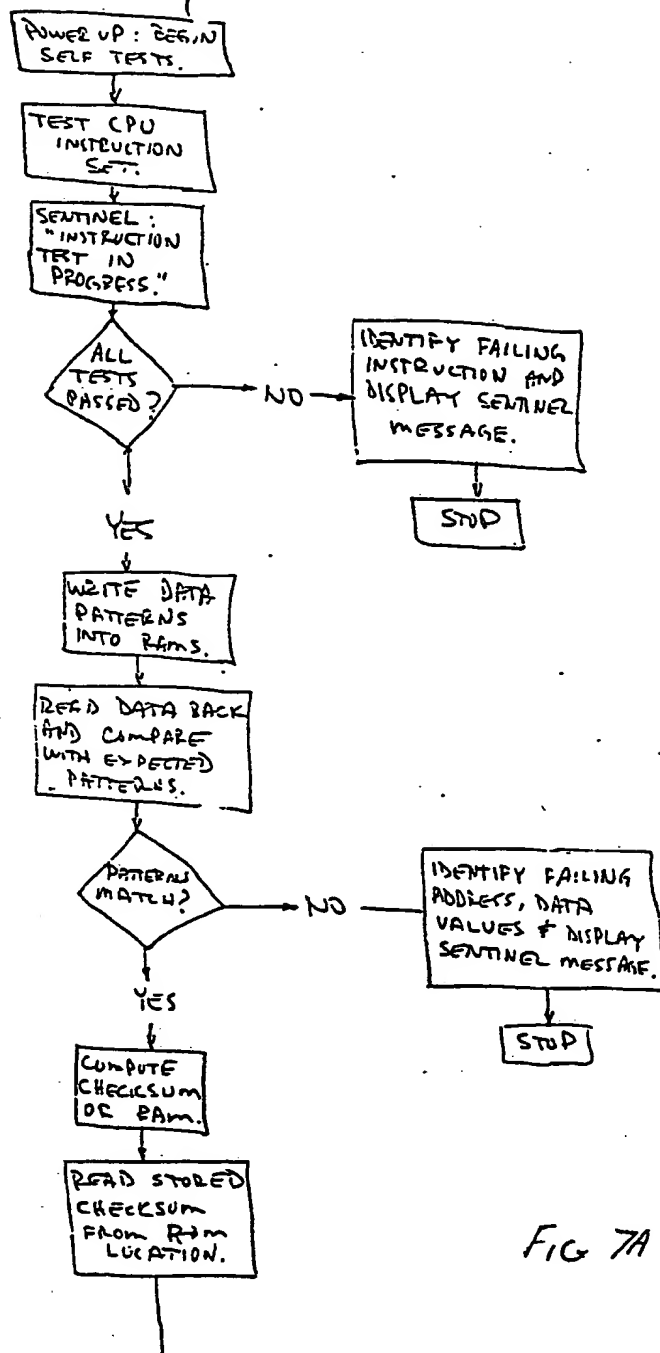 POWER UP: BEGIN
SELF TESTS.
TEST CPU
INSTRUCTION
SET.
SENTINEL:
"INSTRUCTION
TEST IN
PROGRESS."
ALL
TESTS
PASSED?
NO
IDENTIFY FAILING
INSTRUCTION AND
DISPLAY SENTINEL
MESSAGE.
STOP
YES
WRITE DATA
PATTERNS
INTO RAMS.
READ DATA BACK
AND COMPARE
WITH EXPECTED
PATTERNS.
PATTERNS
MATCH?
NO
IDENTIFY FAILING
ADDRESS, DATA
VALUES & DISPLAY
SENTINEL MESSAGE.
STOP
YES
COMPUTE
CHECKSUM
OF RAM.
READ STORED
CHECKSUM
FROM
LOCATION.
FIG 7A